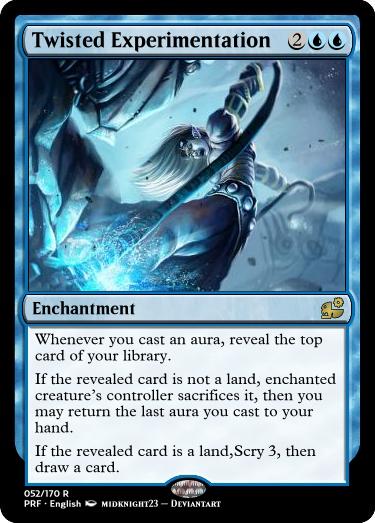 Twisted Experimentation 2
Enchantment
Whenever you cast an aura, reveal the top
card of your library.
If the revealed card is not a land, enchanted
creature's controller sacrifices it, then you
may return the last aura you cast to your
hand.
If the revealed card is a land,Scry 3, then
draw a card.
052/170 R
PRF • English MIDKNIGHT23 – DEVIANTART